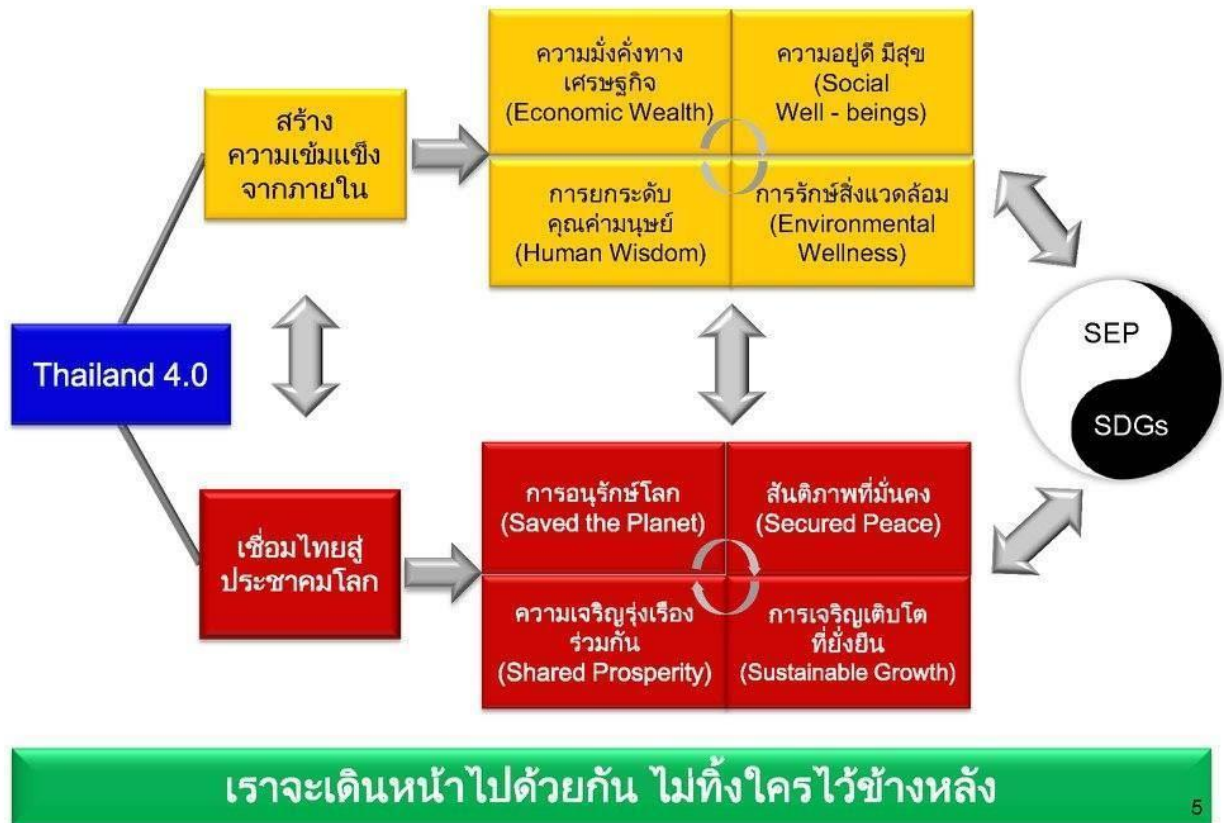 ความมั่งคั่งทาง
เศรษฐกิจ
(Economic Wealth)
ความอยู่ดี มีสุข
(Social
Well - beings)
สร้าง
ความเข้มแข็ง
จากภายใน
การยกระดับ
คุณค่ามนุษย์
(Human Wisdom)
การรักษ์สิ่งแวดล้อม
(Environmental
Wellness)
Thailand 4.0
SEP
SDGs
การอนุรักษ์โลก
(Saved the Planet)
สันติภาพที่มั่นคง
(Secured Peace)
เชื่อมไทยสู่
ประชาคมโลก
ความเจริญรุ่งเรือง
ร่วมกัน
(Shared Prosperity)
การเจริญเติบโต
ที่ยั่งยืน
(Sustainable Growth)
เราจะเดินหน้าไปด้วยกัน ไม่ทิ้งใครไว้ข้างหลัง
5